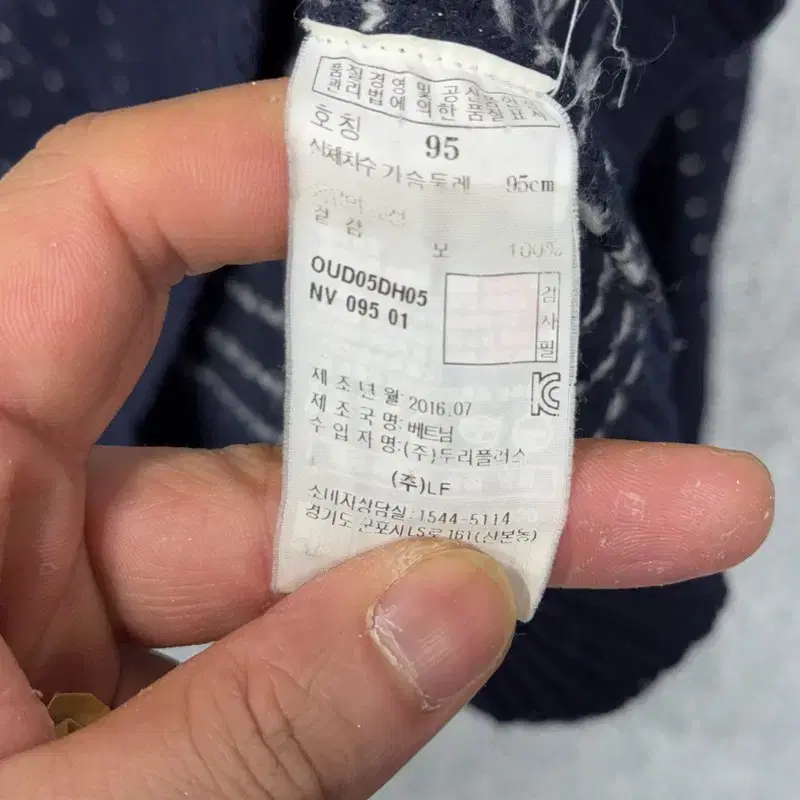 품질경영및공산품안전
관리법에의한품질표시
호칭 95
신체치수 가슴둘레 95cm
겉감
모 100%
OUD05DH05
NV 095 01
검사필
제조년월:2016.07
제조국명:베트남
수입자명:(주)두리플러스
(주)LF
소비자상담실:1544-5114
경기도 군포시LS로 161(산본동)